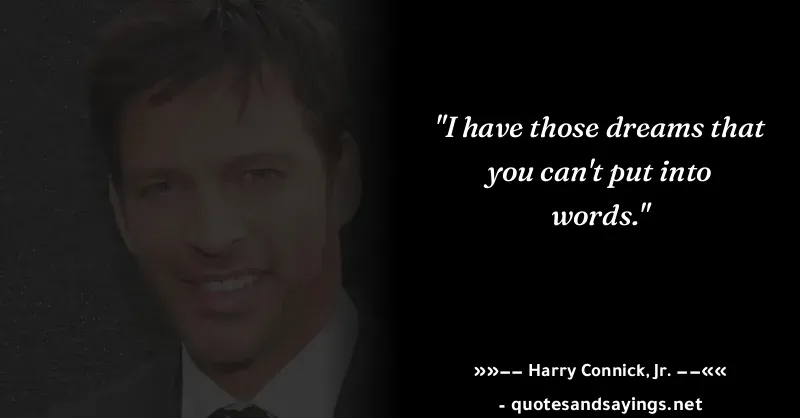 "I have those dreams that
you can't put into
words."
»»−− Harry Connick, Jr. −−««
- quotesandsayings.net